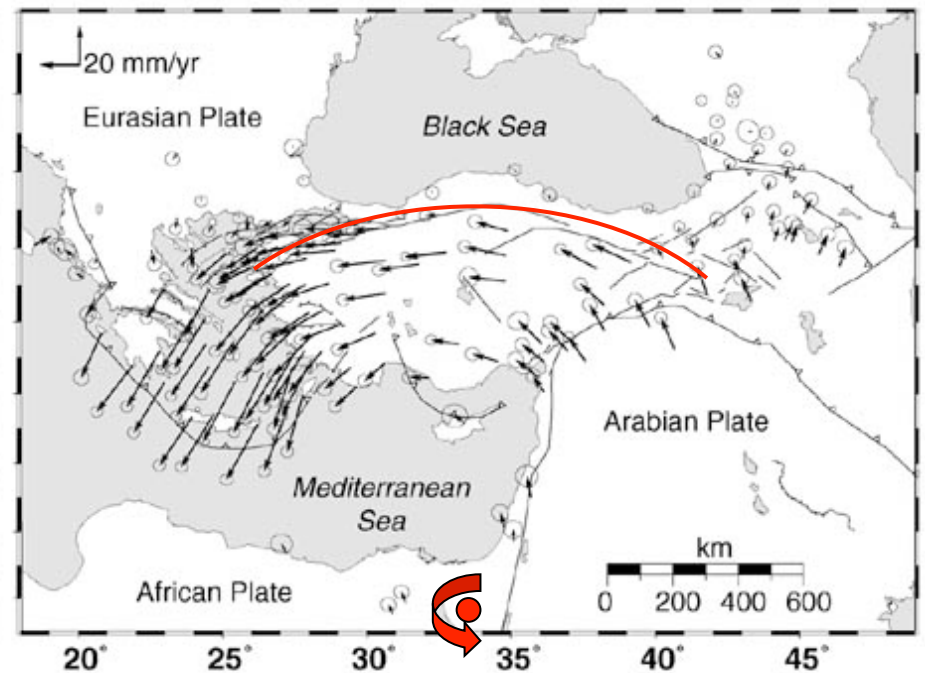 20 mm/yr
Eurasian Plate
Black Sea
Arabian Plate
Mediterranean
Sea
km
African Plate
0 200 400 600
20° 25° 30° 35° 40° 45°